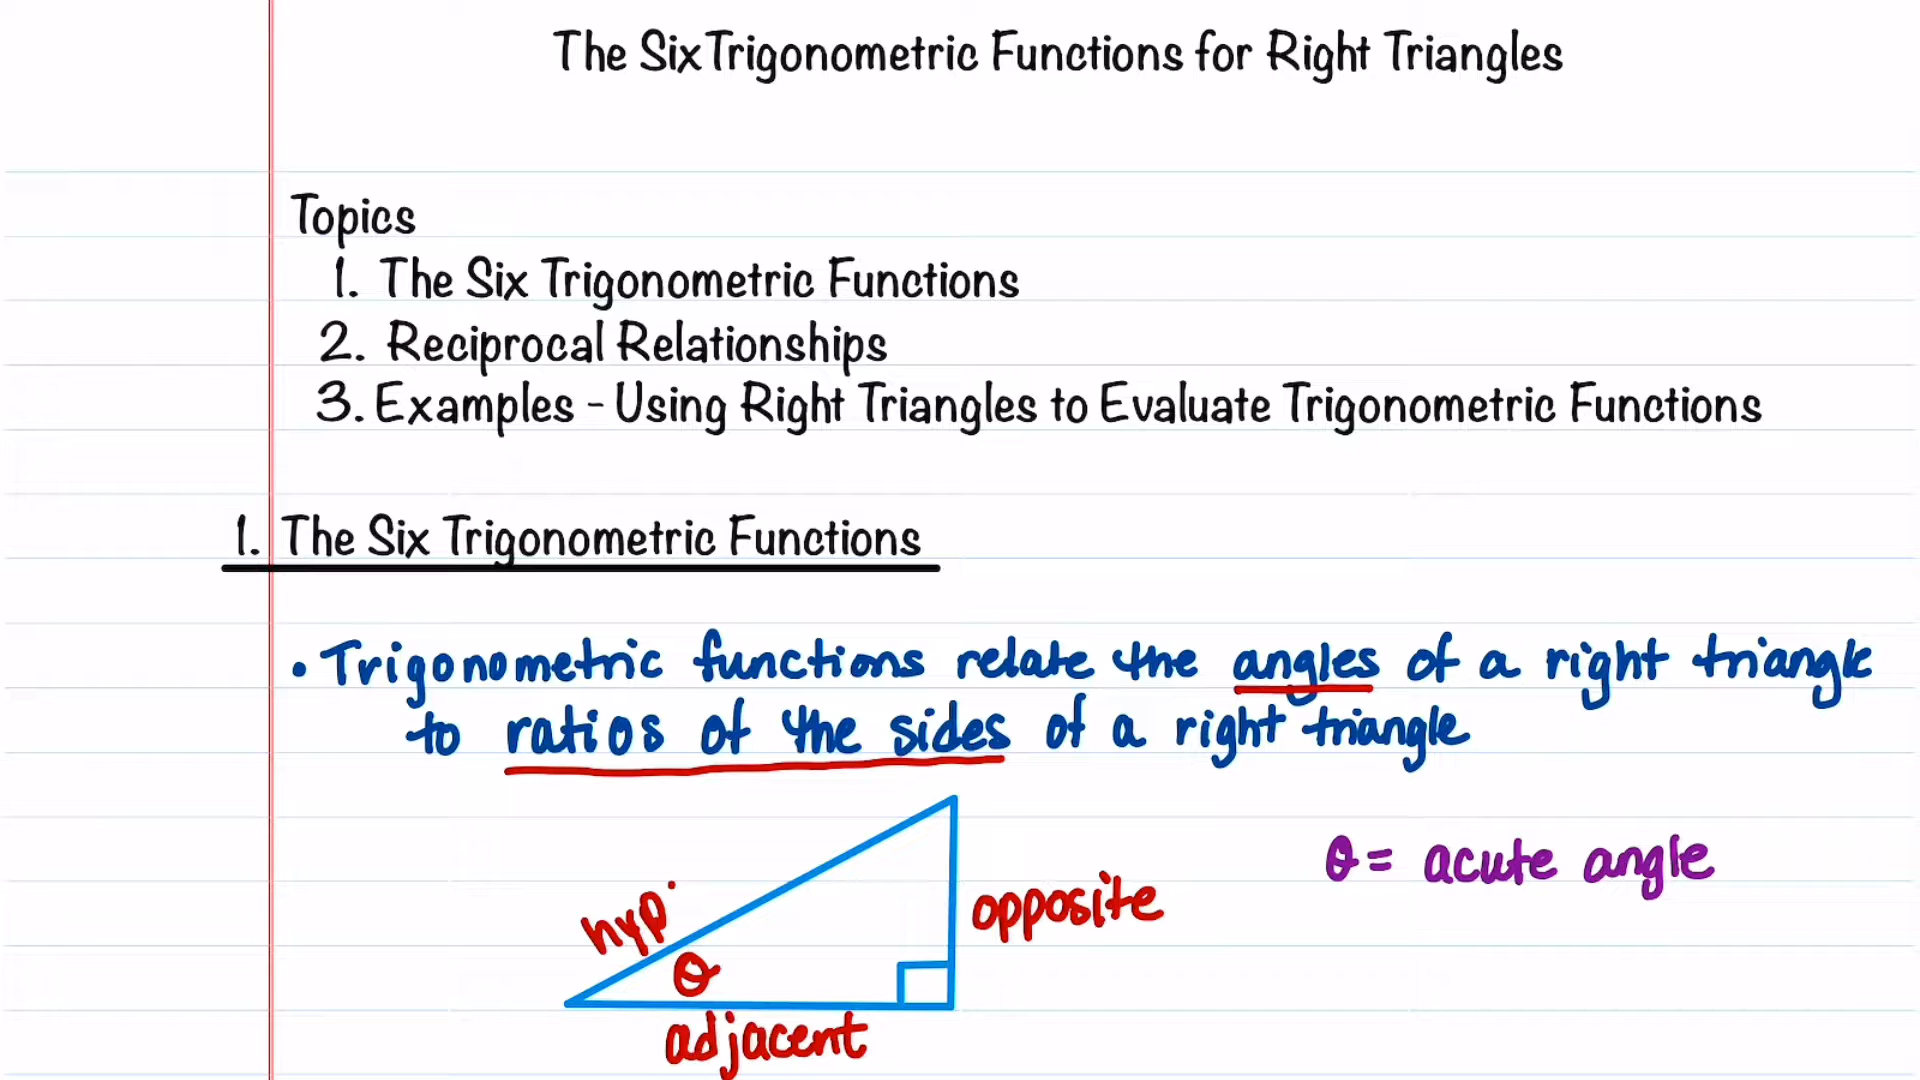 The Six Trigonometric Functions for Right Triangles
Topics
1. The Six Trigonometric Functions
2. Reciprocal Relationships
3. Examples - Using Right Triangles to Evaluate Trigonometric Functions
1. The Six Trigonometric Functions
• Trigonometric functions relate the angles of a right triangle
to ratios of the sides of a right triangle
θ = acute angle
hyp.
opposite
θ
adjacent